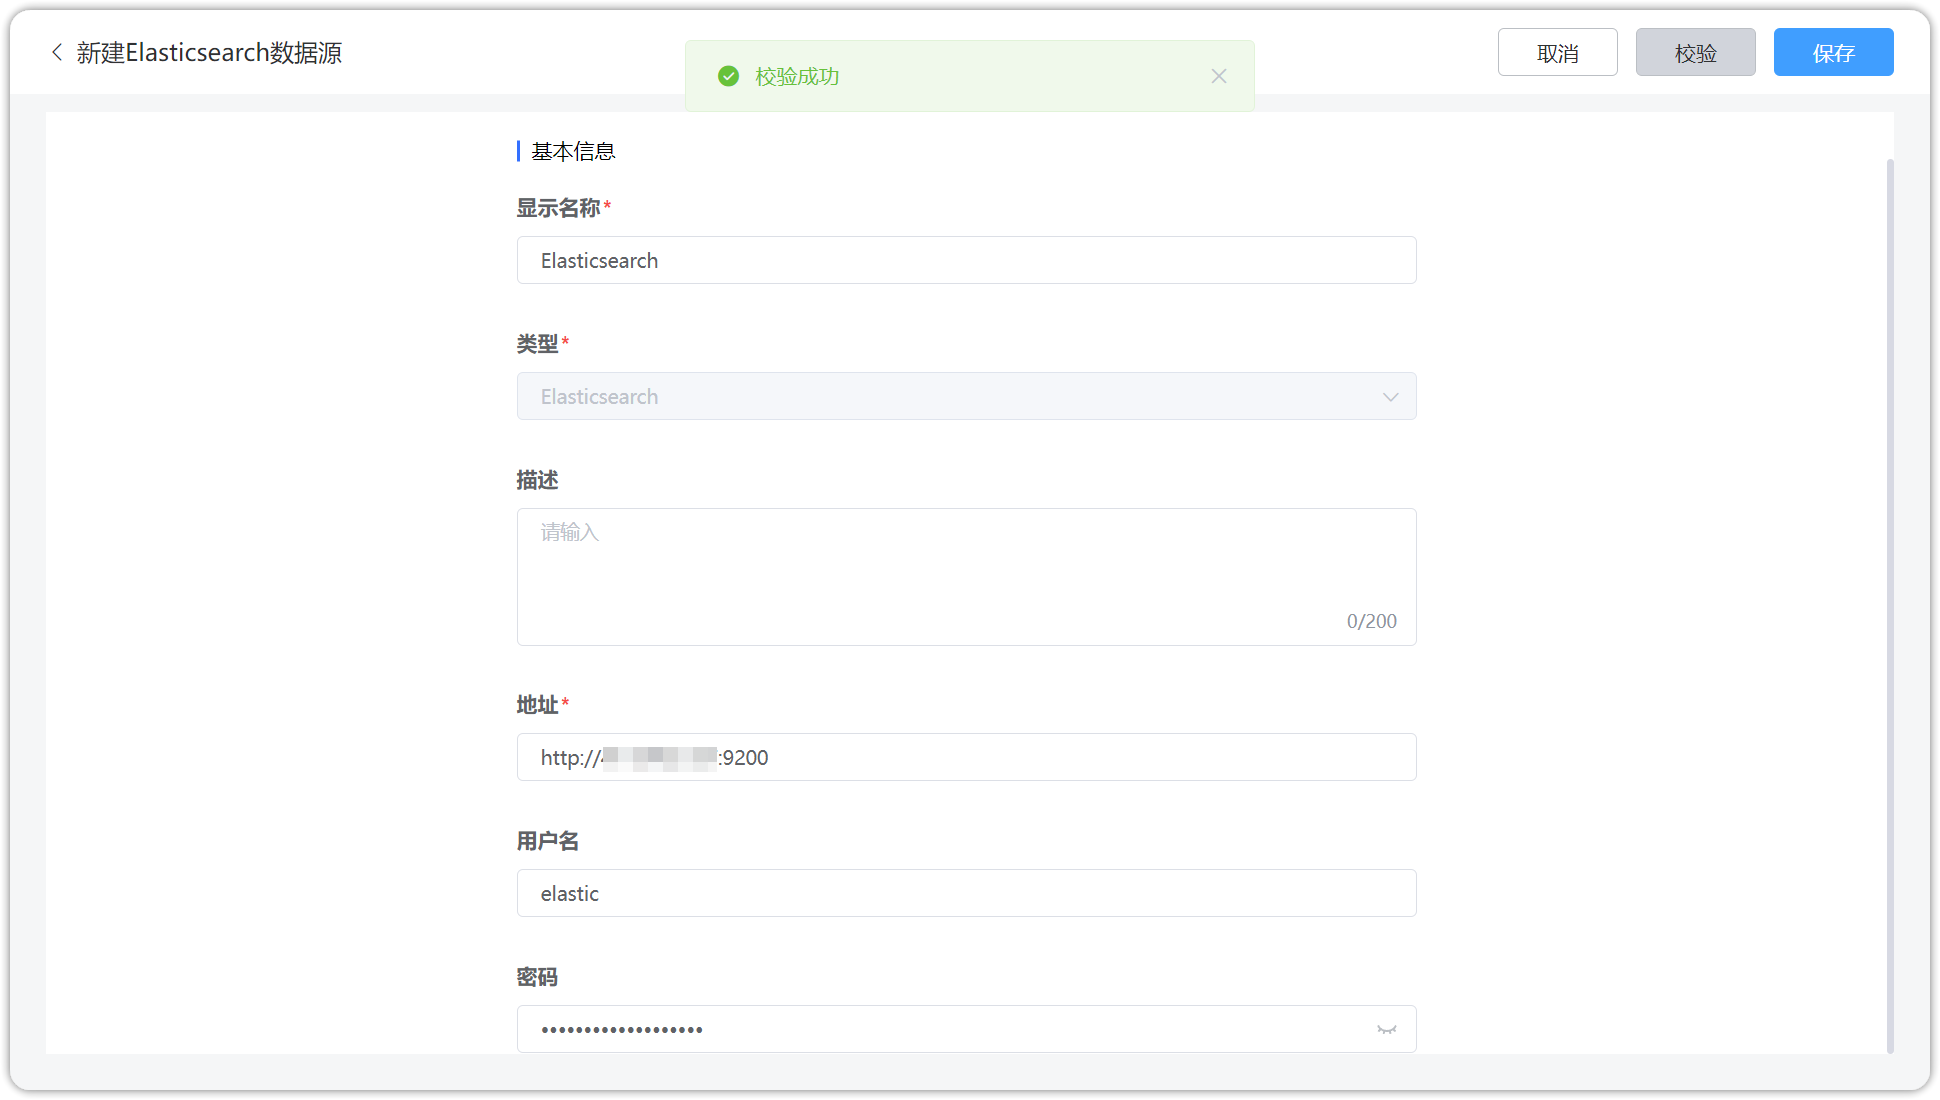 新建Elasticsearch数据源
校验成功
取消
校验
保存
基本信息
显示名称*
Elasticsearch
类型*
Elasticsearch
描述
请输入
0/200
地址*
http://:9200
用户名
elastic
密码
•••••••••••••••••••